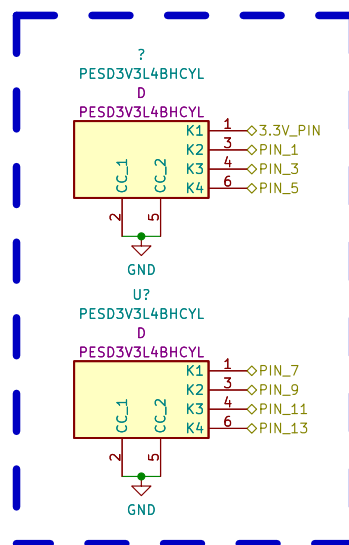 ?
PESD3V3L4BHCYL
D
PESD3V3L4BHCYL
K1 1 3.3V_PIN
K2 3 PIN_1
K3 4 PIN_3
K4 6 PIN_5
CC_1 CC_2
2 5
GND
U?
PESD3V3L4BHCYL
D
PESD3V3L4BHCYL
K1 1 PIN_7
K2 3 PIN_9
K3 4 PIN_11
K4 6 PIN_13
CC_1 CC_2
2 5
GND